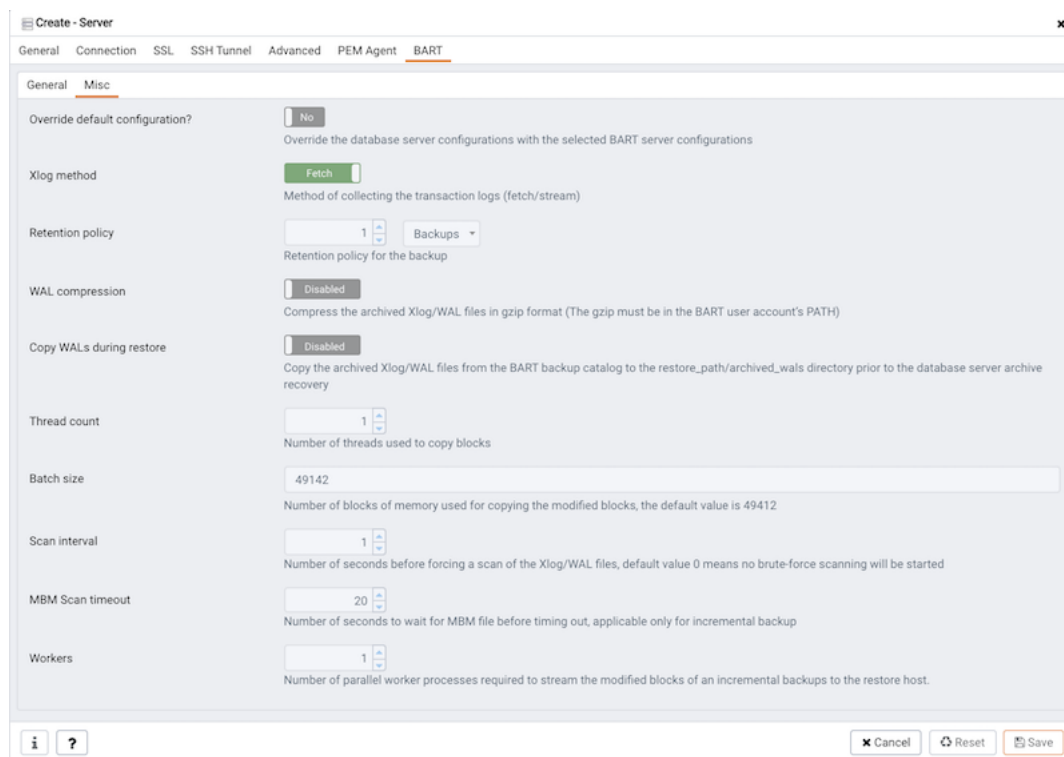 Create - Server
General Connection SSL SSH Tunnel Advanced PEM Agent BART
General Misc
Override default configuration? No
Override the database server configurations with the selected BART server configurations
Xlog method Fetch
Method of collecting the transaction logs (fetch/stream)
Retention policy 1 Backups
Retention policy for the backup
WAL compression Disabled
Compress the archived Xlog/WAL files in gzip format (The gzip must be in the BART user account's PATH)
Copy WALs during restore Disabled
Copy the archived Xlog/WAL files from the BART backup catalog to the restore_path/archived_wals directory prior to the database server archive
recovery
Thread count 1
Number of threads used to copy blocks
Batch size 49142
Number of blocks of memory used for copying the modified blocks, the default value is 49412
Scan interval 1
Number of seconds before forcing a scan of the Xlog/WAL files, default value 0 means no brute-force scanning will be started
MBM Scan timeout 20
Number of seconds to wait for MBM file before timing out, applicable only for incremental backup
Workers 1
Number of parallel worker processes required to stream the modified blocks of an incremental backups to the restore host.
i ? Cancel Reset Save